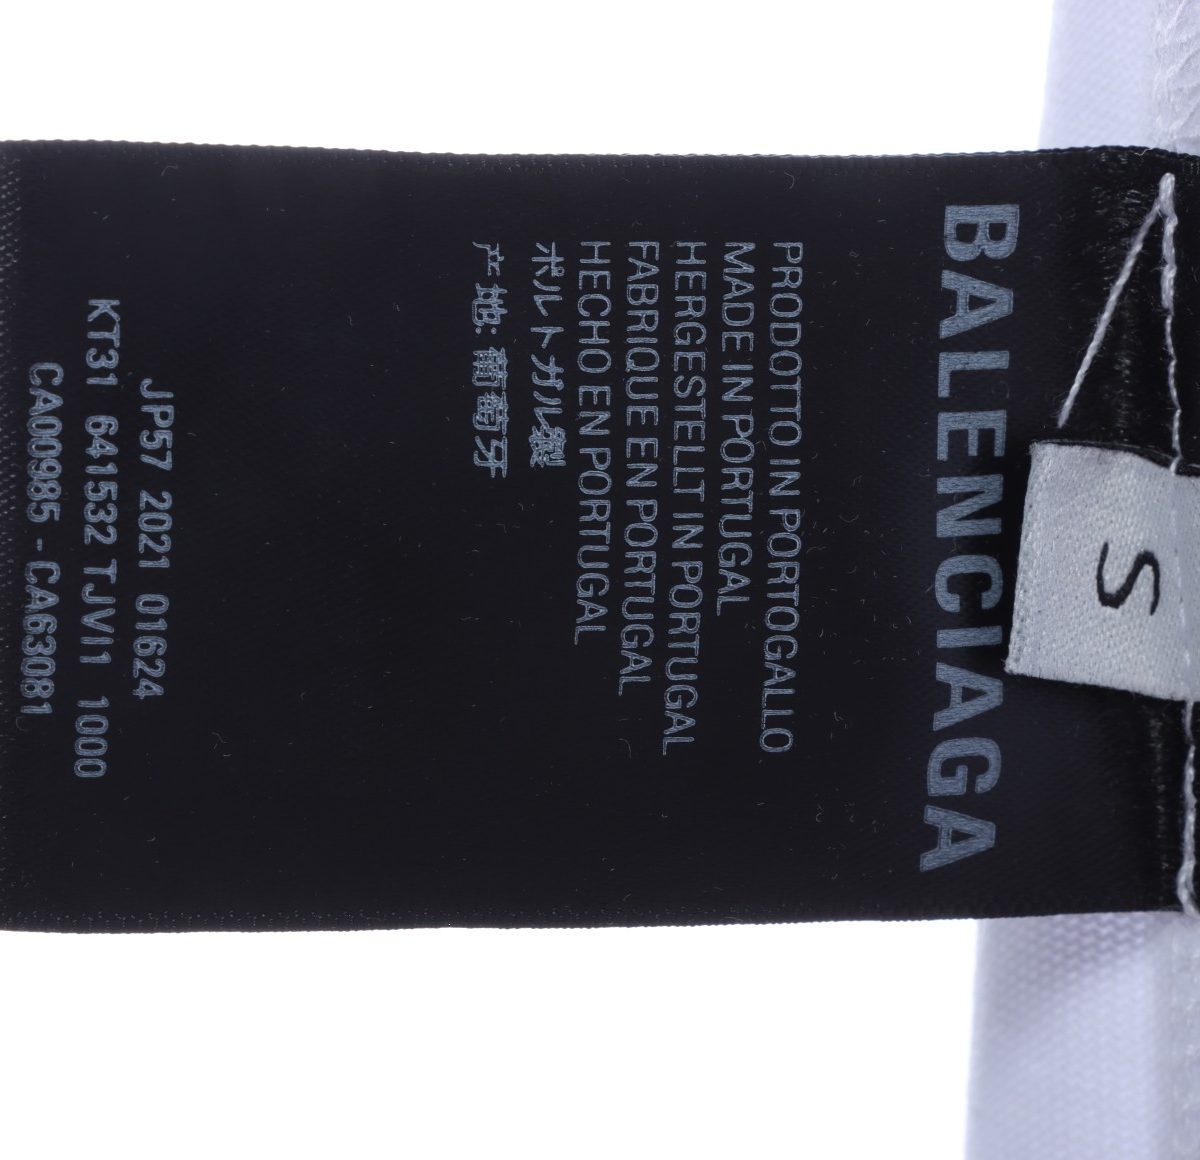 S
BALENCIAGA
PRODOTTO IN PORTOGALLO
MADE IN PORTUGAL
HERGESTELLT IN PORTUGAL
FABRIQUE EN PORTUGAL
HECHO EN PORTUGAL
ポルトガル製
产地: 葡萄牙
JP57 2021 01624
KT31 641532 TJVI1 1000
CA00985 - CA63081